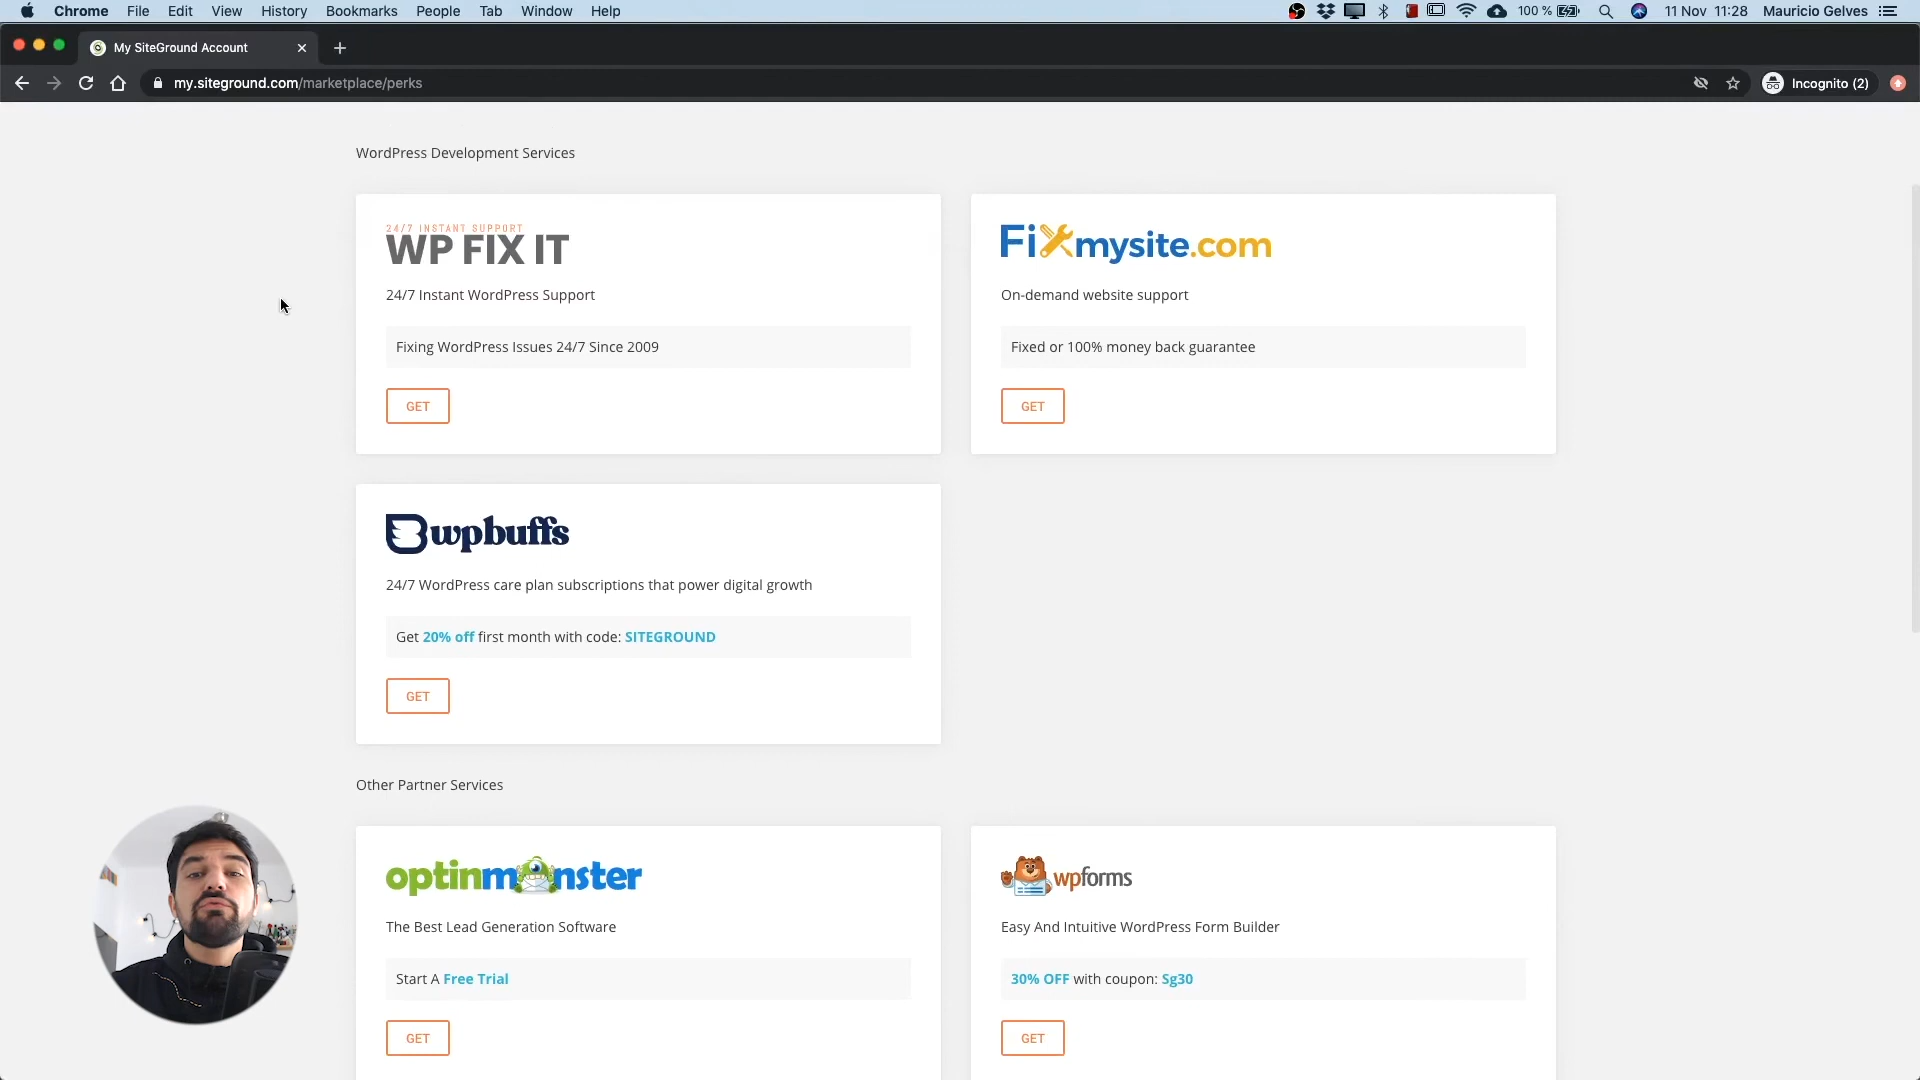 Chrome File Edit View History Bookmarks People Tab Window Help
100 % 11 Nov 11:28 Mauricio Gelves
My SiteGround Account
my.siteground.com/marketplace/perks
Incognito (2)
WordPress Development Services
24/7 INSTANT SUPPORT
WP FIX IT
24/7 Instant WordPress Support
Fixing WordPress Issues 24/7 Since 2009
GET
Fixmysite.com
On-demand website support
Fixed or 100% money back guarantee
GET
wpbuffs
24/7 WordPress care plan subscriptions that power digital growth
Get 20% off first month with code: SITEGROUND
GET
Other Partner Services
optinmonster
The Best Lead Generation Software
Start A Free Trial
GET
wpforms
Easy And Intuitive WordPress Form Builder
30% OFF with coupon: Sg30
GET